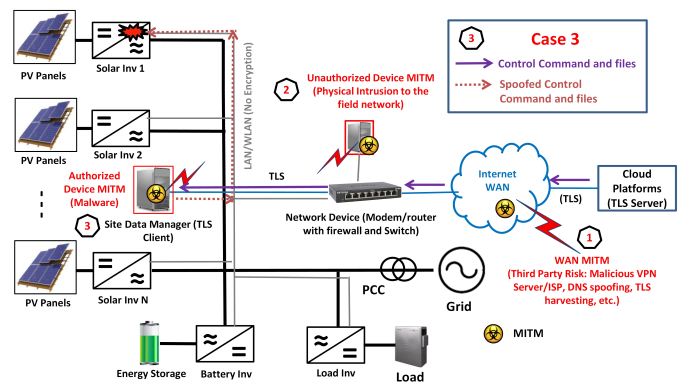 PV Panels
Solar Inv 1
PV Panels
Solar Inv 2
LAN/WLAN (No Encryption)
2
Unauthorized Device MITM
(Physical Intrusion to the
field network)
3
Case 3
Control Command and files
Spoofed Control
Command and files
Authorized
Device MITM
(Malware)
TLS
Internet
WAN
(TLS)
Cloud
Platforms
(TLS Server)
3
Site Data Manager (TLS
Client)
Network Device (Modem/router
with firewall and Switch)
1
WAN MITM
(Third Party Risk: Malicious VPN
Server/ISP, DNS spoofing, TLS
harvesting, etc.)
PV Panels
Solar Inv N
PCC
Grid
MITM
Energy Storage
Battery Inv
Load Inv
Load